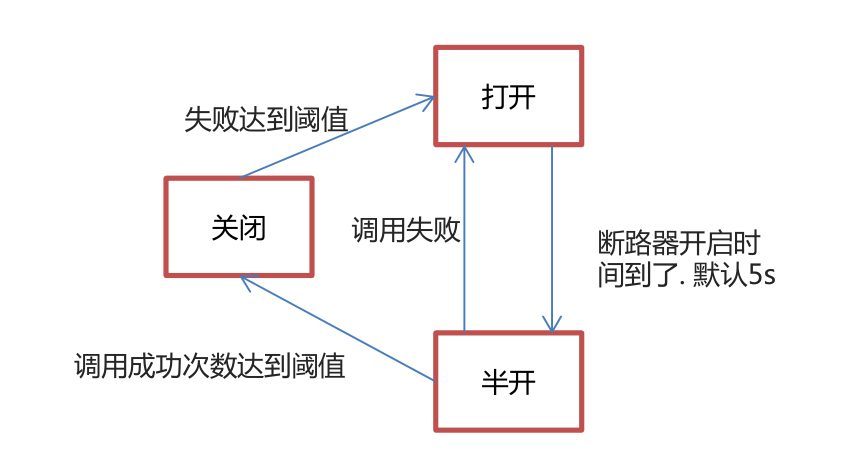 打开
失败达到阈值
关闭
调用失败
断路器开启时
间到了. 默认5s
调用成功次数达到阈值
半开